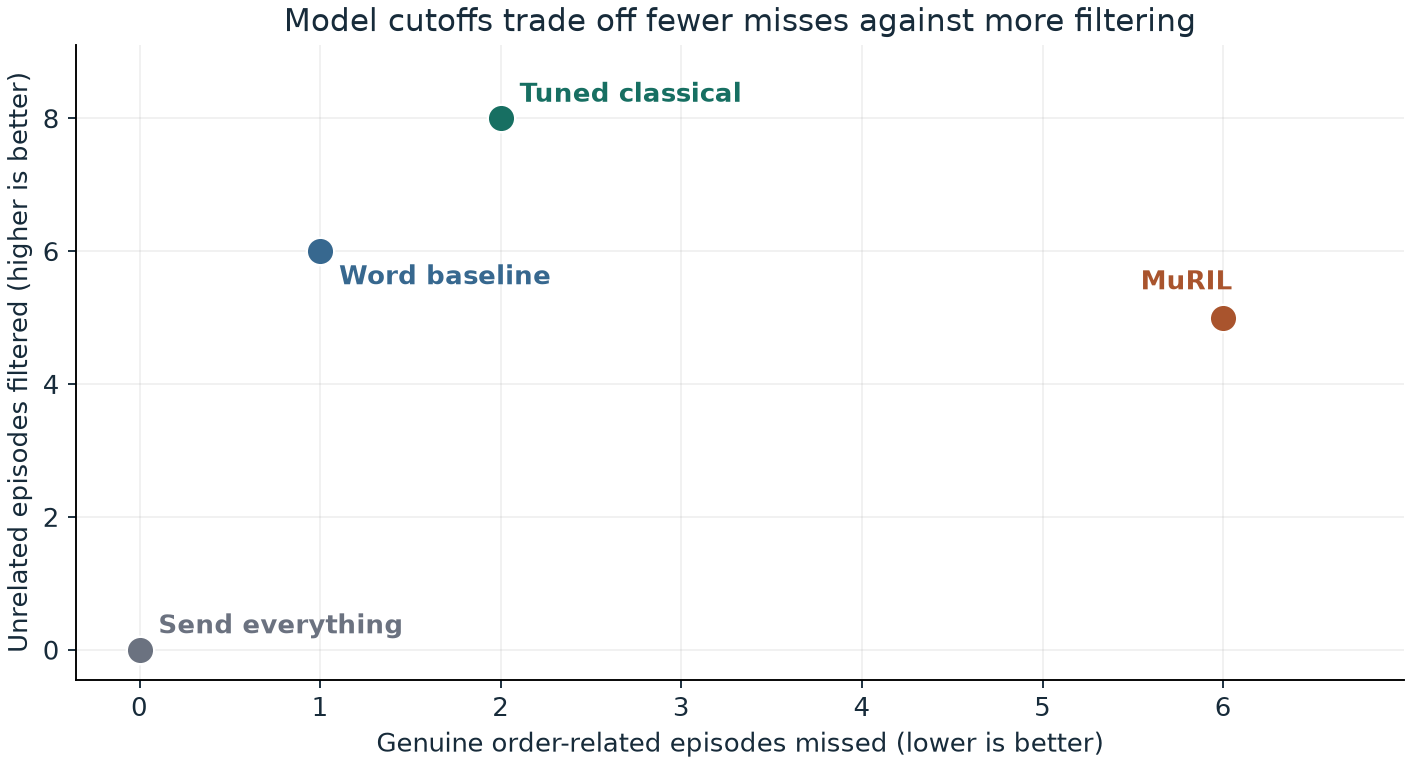 Model cutoffs trade off fewer misses against more filtering
Unrelated episodes filtered (higher is better)
8
6
4
2
0
Tuned classical
Word baseline
MuRIL
Send everything
0 1 2 3 4 5 6
Genuine order-related episodes missed (lower is better)